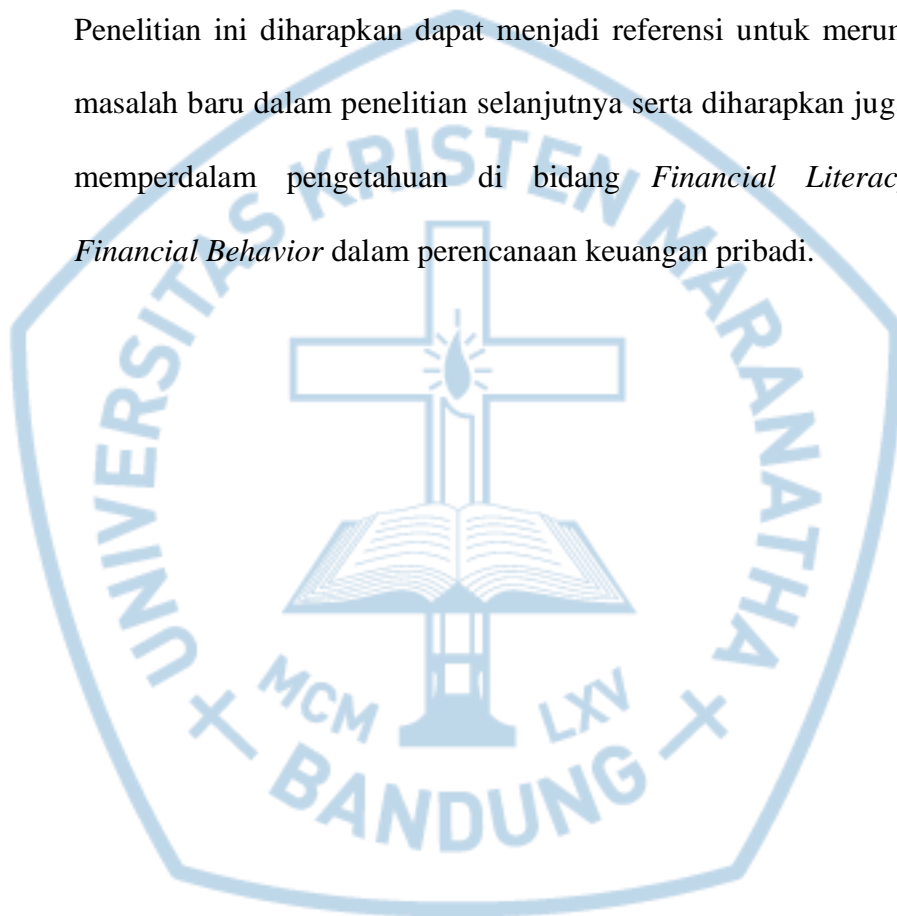 Penelitian ini diharapkan dapat menjadi referensi untuk
masalah baru dalam penelitian selanjutnya serta diharapkan
memperdalam pengetahuan di bidang Financial
Financial Behavior dalam perencanaan keuangan pribadi.
UNIVERSITAS KRISTEN MARANATHA
MCM LXV
BANDUNG